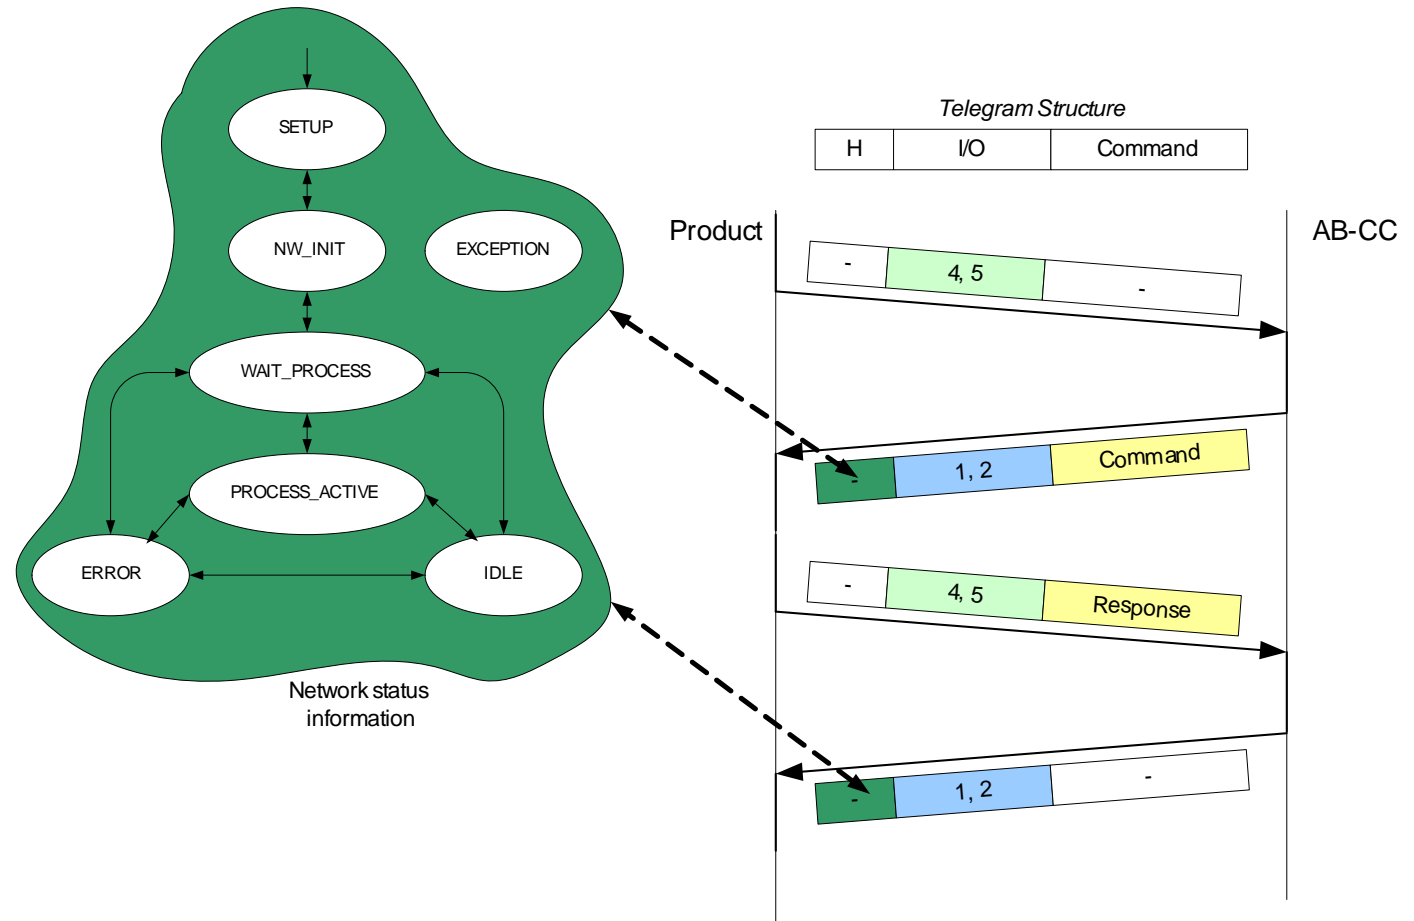 SETUP
NW_INIT
EXCEPTION
WAIT_PROCESS
PROCESS_ACTIVE
ERROR
IDLE
Network status
information
Telegram Structure
H I/O Command
Product
AB-CC
- 4, 5 -
- 1, 2 Command
- 4, 5 Response
- 1, 2 -